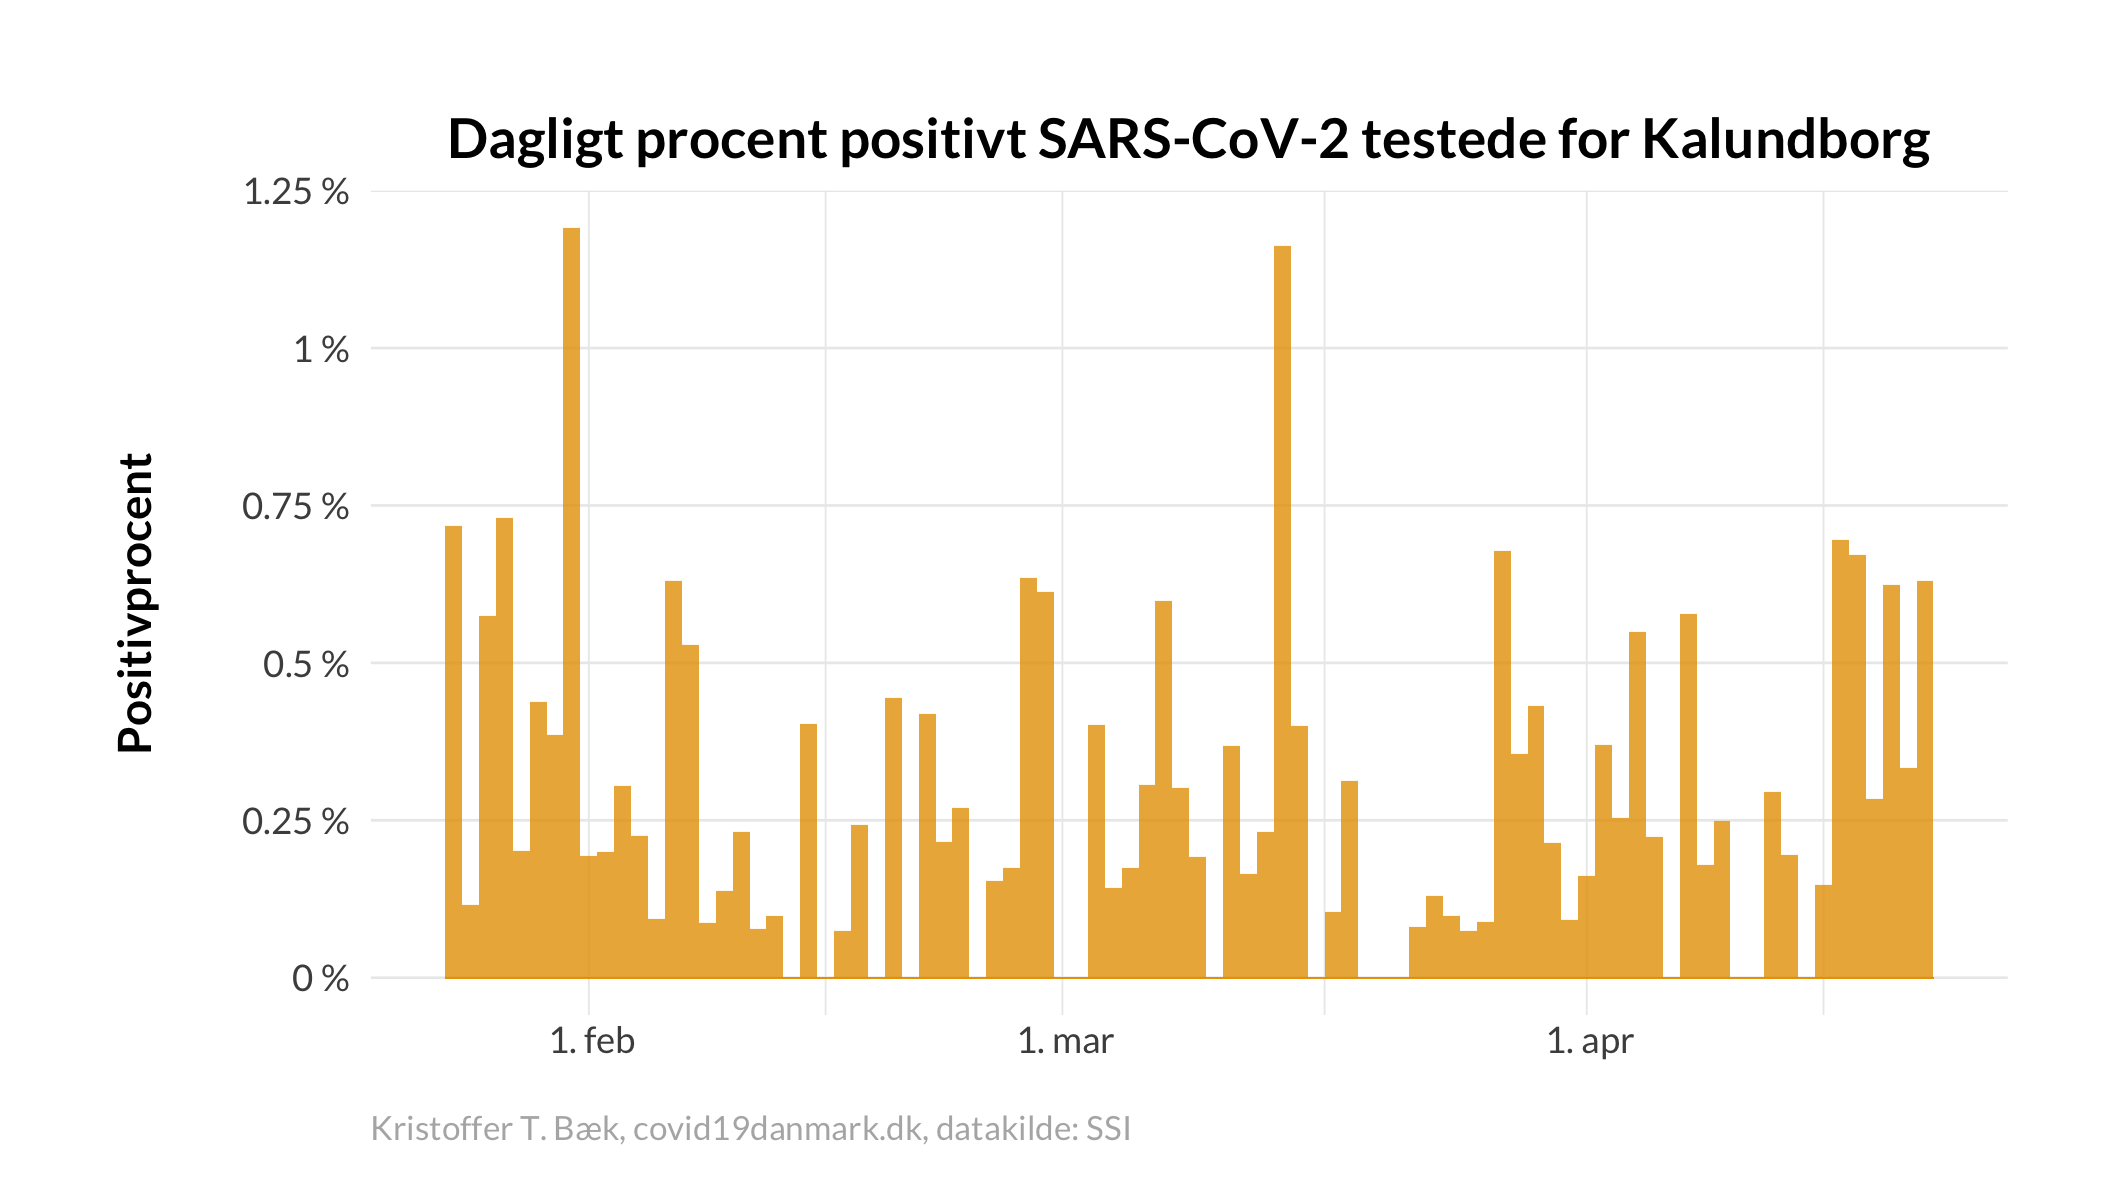 Dagligt procent positivt SARS-CoV-2 testede for Kalundborg
Positivprocent
1.25 %
1 %
0.75 %
0.5 %
0.25 %
0 %
1. feb
1. mar
1. apr
Kristoffer T. Bæk, covid19danmark.dk, datakilde: SSI